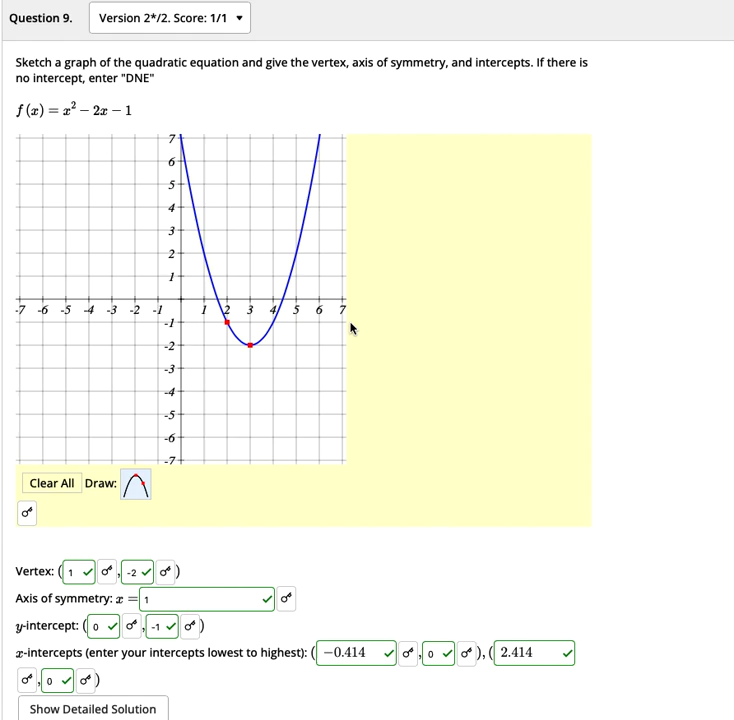 Question 9. Version 2*/2. Score: 1/1 ▼
Sketch a graph of the quadratic equation and give the vertex, axis of symmetry, and intercepts. If there is
no intercept, enter "DNE"
f(x) = x² − 2x − 1
7
6
5
4
3
2
1
-7 -6 -5 -4 -3 -2 -1 1 2 3 4 5 6 7
-1
-2
-3
-4
-5
-6
-7
Clear All Draw:
Vertex: ( 1 ✓ , -2 ✓ )
Axis of symmetry: x = 1 ✓
y-intercept: ( 0 ✓ , -1 ✓ )
x-intercepts (enter your intercepts lowest to highest): ( −0.414 ✓ , 0 ✓ ), ( 2.414 ✓
, 0 ✓ )
Show Detailed Solution